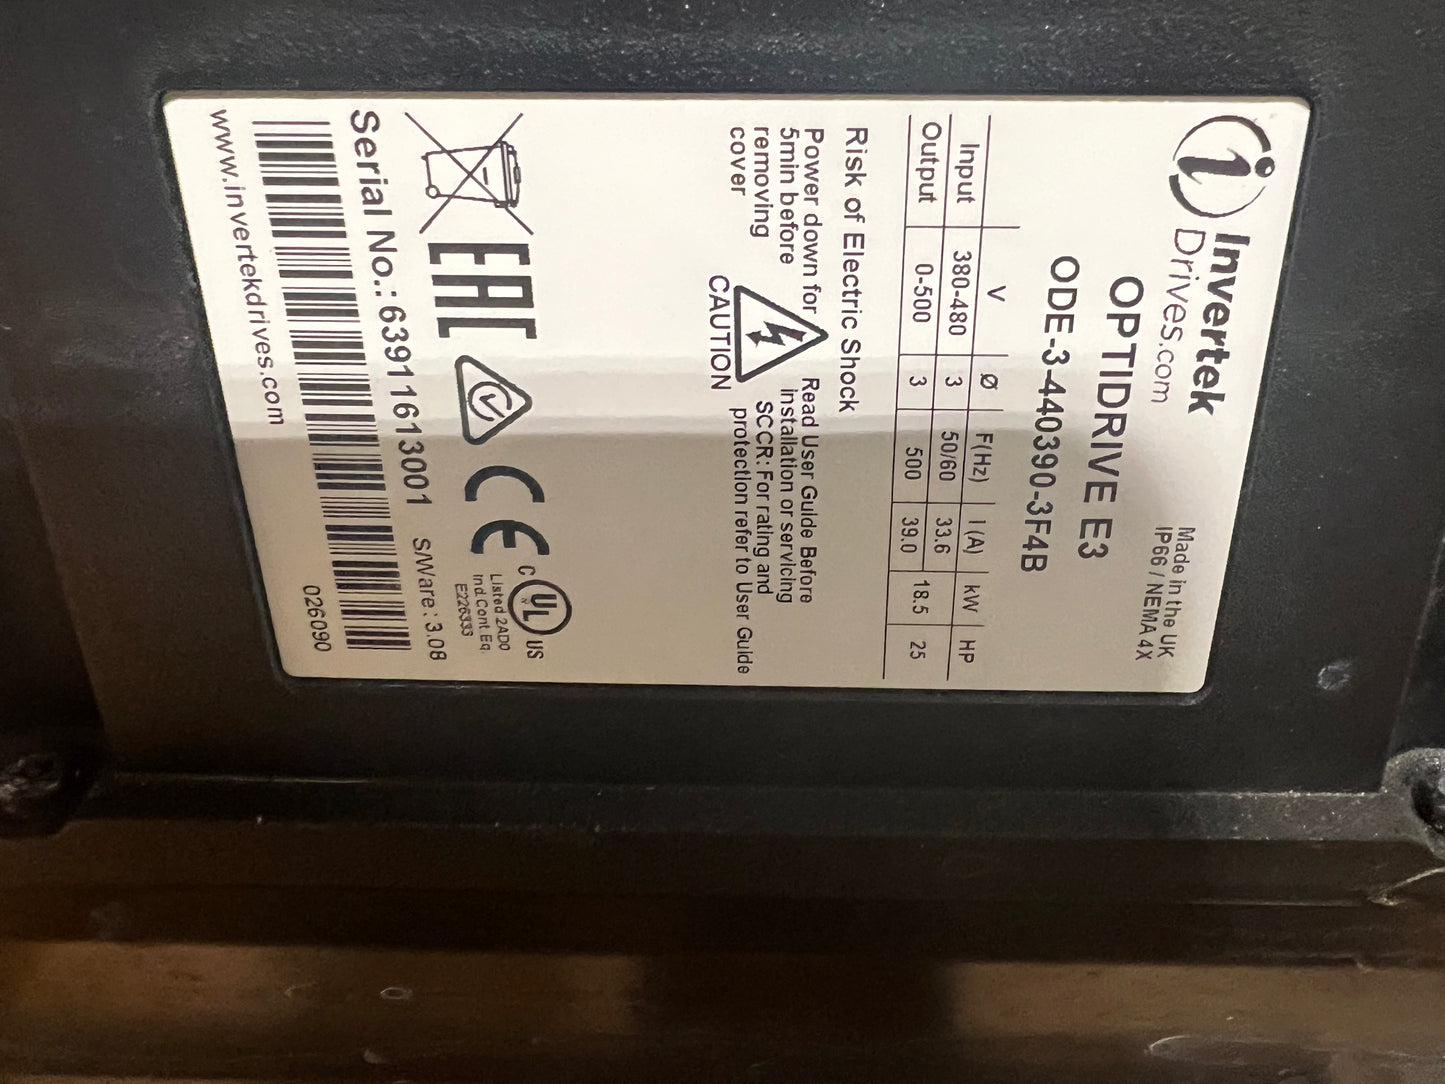 Invertek
Drives.com
Made in the UK
IP66 / NEMA 4X
OPTIDRIVE E3
ODE-3-440390-3F4B
V Ø F(Hz) I (A) kW HP
Input 380-480 3 50/60 33.6
Output 0-500 3 500 39.0 18.5 25
Risk of Electric Shock
Power down for
5min before
removing
cover
CAUTION
Read User Guide Before
installation or servicing
SCCR: For rating and
protection refer to User Guide
EAC
CE
C UL US
Listed 2AD0
Ind.Cont.Eq.
E226333
Serial No.: 63911613001 S/Ware: 3.08
026090
www.invertekdrives.com